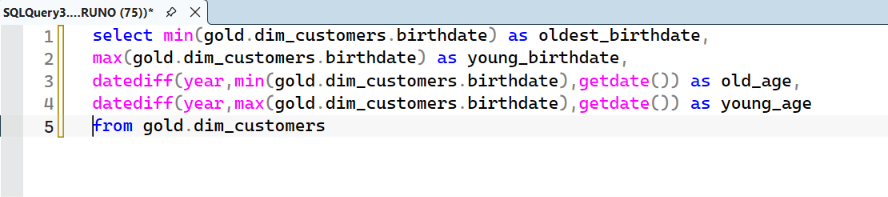 SQLQuery3....RUNO (75))*
1 select min(gold.dim_customers.birthdate) as oldest_birthdate,
2 max(gold.dim_customers.birthdate) as young_birthdate,
3 datediff(year,min(gold.dim_customers.birthdate),getdate()) as old_age,
4 datediff(year,max(gold.dim_customers.birthdate),getdate()) as young_age
5 from gold.dim_customers